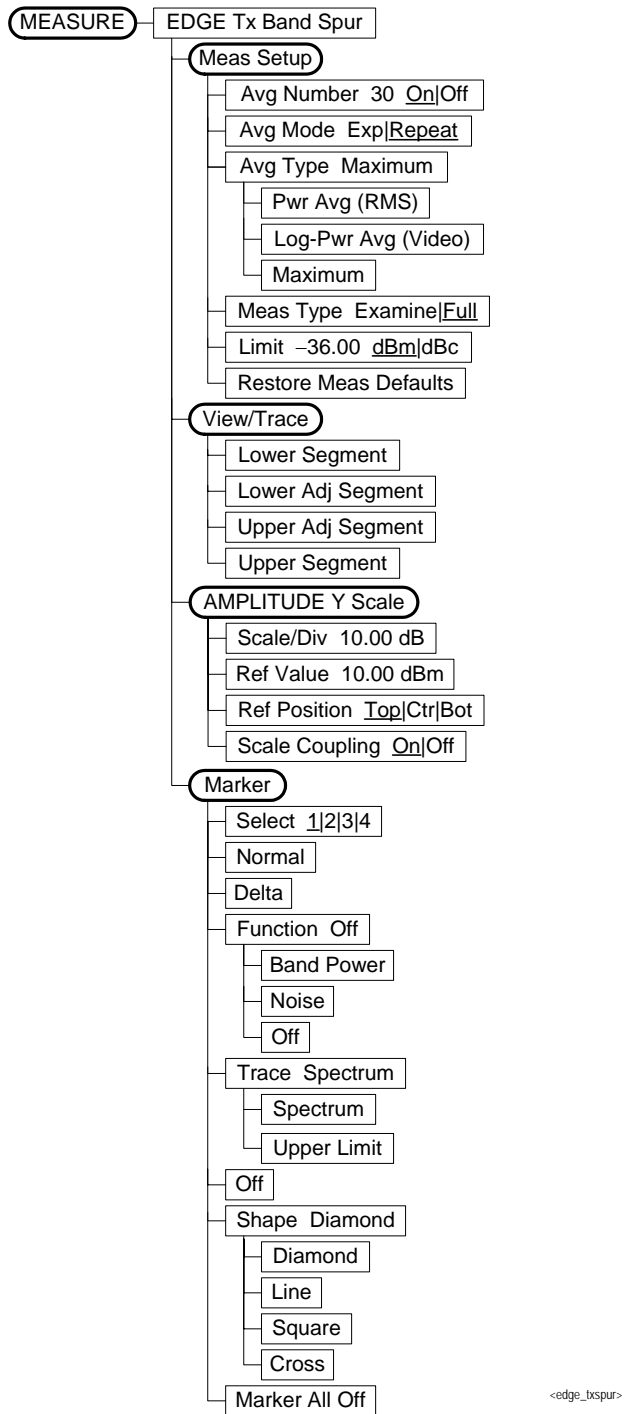 MEASURE EDGE Tx Band Spur
Meas Setup
Avg Number 30 On|Off
Avg Mode Exp|Repeat
Avg Type Maximum
Pwr Avg (RMS)
Log-Pwr Avg (Video)
Maximum
Meas Type Examine|Full
Limit −36.00 dBm|dBc
Restore Meas Defaults
View/Trace
Lower Segment
Lower Adj Segment
Upper Adj Segment
Upper Segment
AMPLITUDE Y Scale
Scale/Div 10.00 dB
Ref Value 10.00 dBm
Ref Position Top|Ctr|Bot
Scale Coupling On|Off
Marker
Select 1|2|3|4
Normal
Delta
Function Off
Band Power
Noise
Off
Trace Spectrum
Spectrum
Upper Limit
Off
Shape Diamond
Diamond
Line
Square
Cross
Marker All Off
<edge_txspur>